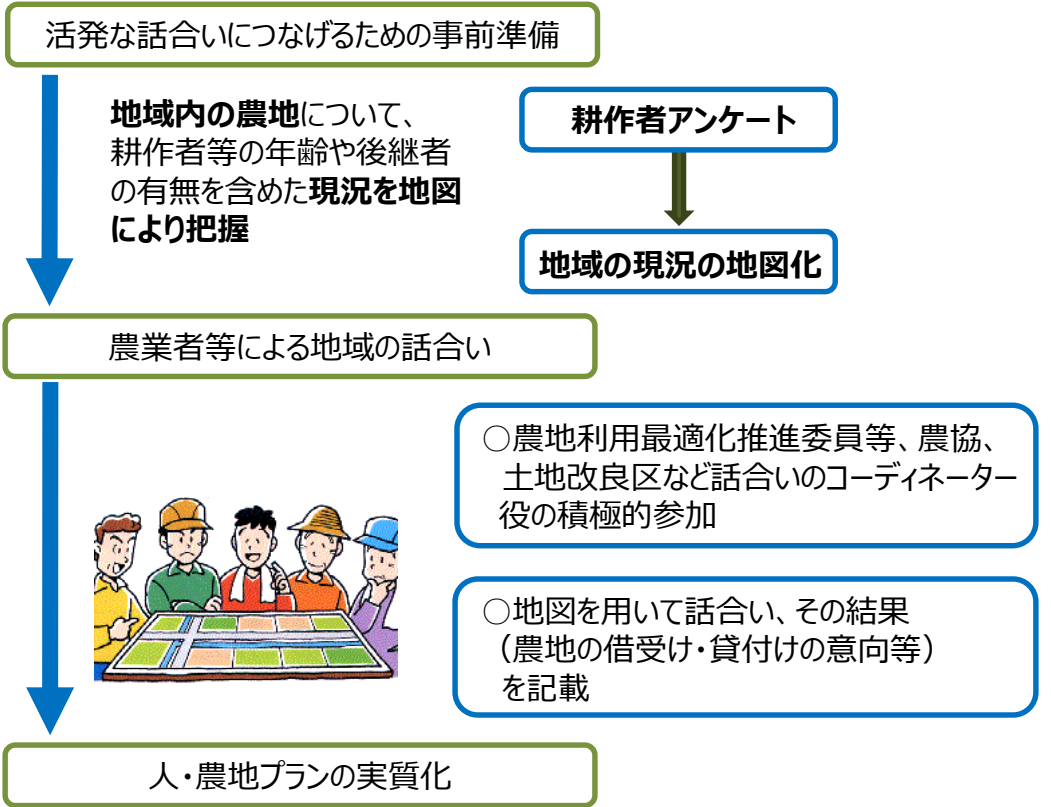 活発な話合いにつなげるための事前準備
地域内の農地について、
耕作者等の年齢や後継者
の有無を含めた現況を地図
により把握
耕作者アンケート
地域の現況の地図化
農業者等による地域の話合い
○農地利用最適化推進委員等、農協、
土地改良区など話合いのコーディネーター
役の積極的参加
○地図を用いて話合い、その結果
（農地の借受け・貸付けの意向等）
を記載
人・農地プランの実質化